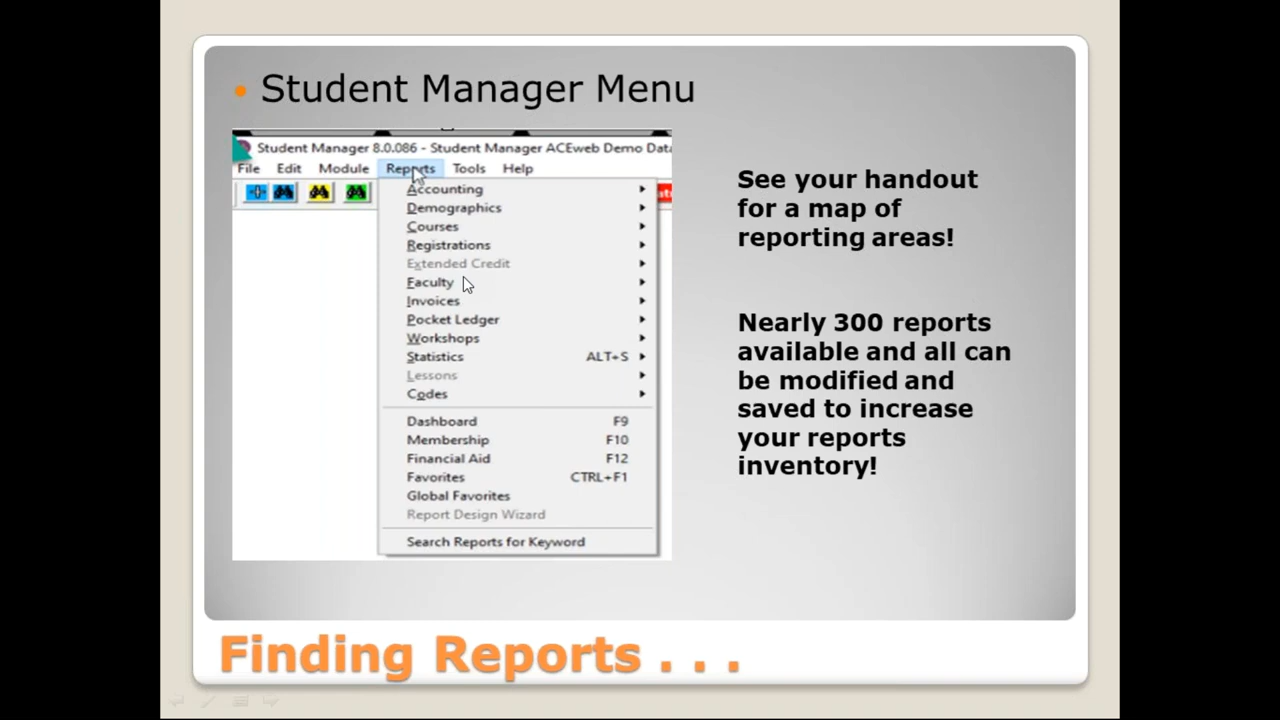 Student Manager Menu
Student Manager 8.0.086 - Student Manager ACEweb Demo Data
File Edit Module Reports Tools Help
Accounting
Demographics
Courses
Registrations
Extended Credit
Faculty
Invoices
Pocket Ledger
Workshops
Statistics ALT+S
Lessons
Codes
Dashboard F9
Membership F10
Financial Aid F12
Favorites CTRL+F1
Global Favorites
Report Design Wizard
Search Reports for Keyword
See your handout
for a map of
reporting areas!
Nearly 300 reports
available and all can
be modified and
saved to increase
your reports
inventory!
Finding Reports . . .